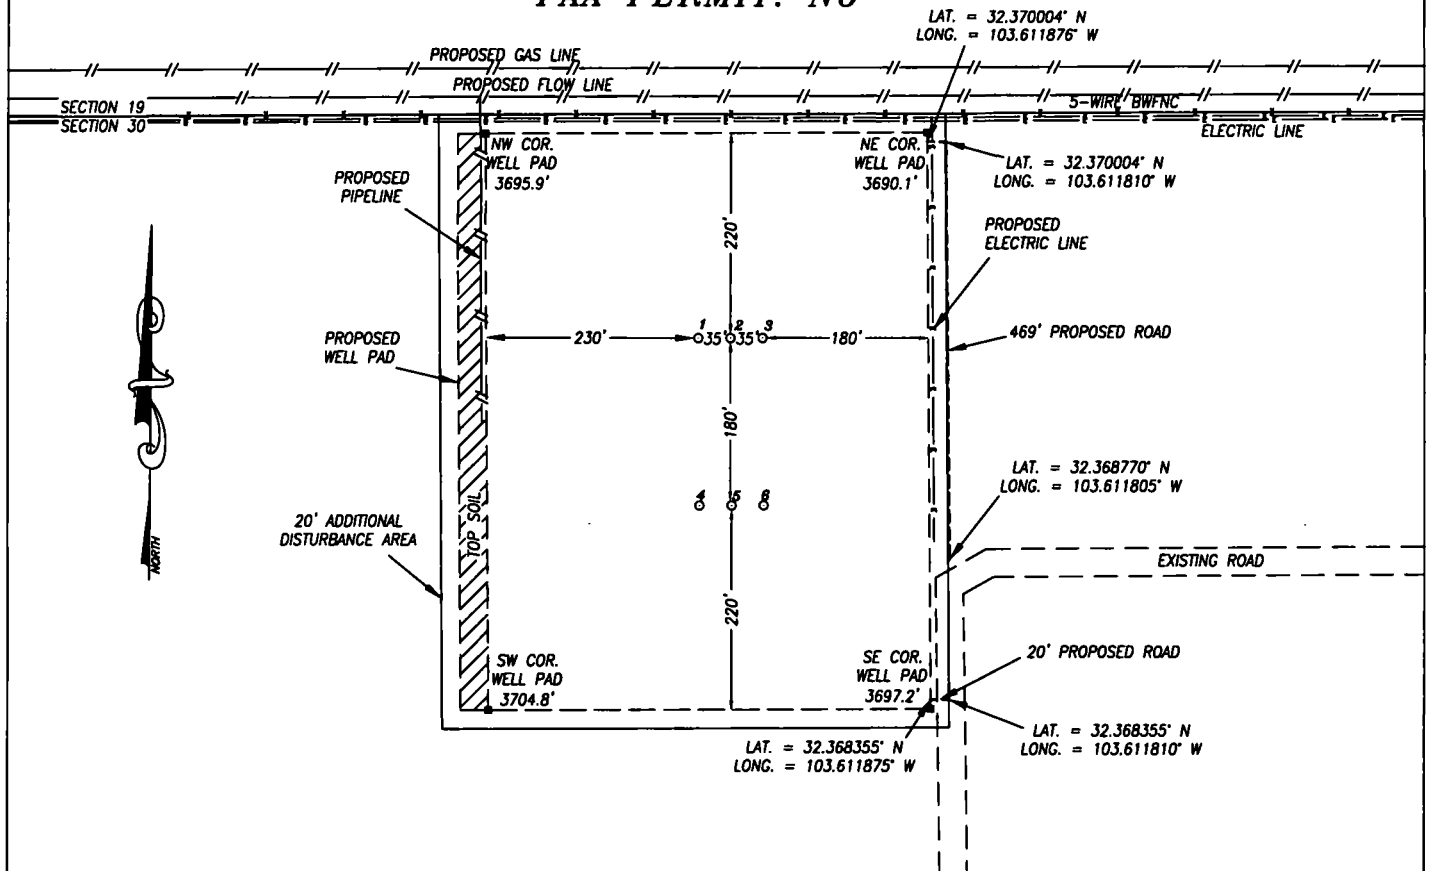 FAA PERMIT: NO
LAT. = 32.370004° N
LONG. = 103.611876° W
PROPOSED GAS LINE
PROPOSED FLOW LINE
SECTION 19
SECTION 30
5-WIRE BWFNC
ELECTRIC LINE
NW COR.
WELL PAD
3695.9'
NE COR.
WELL PAD
3690.1'
LAT. = 32.370004° N
LONG. = 103.611810° W
PROPOSED
PIPELINE
220'
PROPOSED
ELECTRIC LINE
PROPOSED
WELL PAD
230'
1
35'
2
35'
3
180'
469' PROPOSED ROAD
180'
LAT. = 32.368770° N
LONG. = 103.611805° W
4
5
6
TOP SOIL
20' ADDITIONAL
DISTURBANCE AREA
NORTH
EXISTING ROAD
220'
SW COR.
WELL PAD
3704.8'
SE COR.
WELL PAD
3697.2'
20' PROPOSED ROAD
LAT. = 32.368355° N
LONG. = 103.611875° W
LAT. = 32.368355° N
LONG. = 103.611810° W